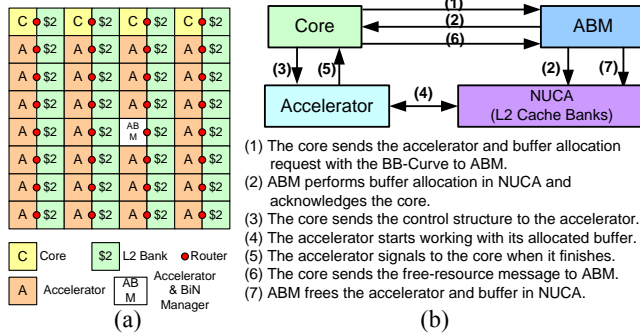 C $2 C $2 C $2 C $2
A $2 A $2 A $2 A $2
A $2 A $2 A $2 A $2
A $2 A $2 A $2 A $2
A $2 A $2 AB M $2 A $2
A $2 A $2 A $2 A $2
A $2 A $2 A $2 A $2
A $2 A $2 A $2 A $2
C Core $2 L2 Bank Router
A Accelerator AB M Accelerator & BiN Manager
(a)
(1)
Core (2) ABM
(6)
(3) (5) (2) (7)
Accelerator (4) NUCA
(L2 Cache Banks)
(1) The core sends the accelerator and buffer allocation
request with the BB-Curve to ABM.
(2) ABM performs buffer allocation in NUCA and
acknowledges the core.
(3) The core sends the control structure to the accelerator.
(4) The accelerator starts working with its allocated buffer.
(5) The accelerator signals to the core when it finishes.
(6) The core sends the free-resource message to ABM.
(7) ABM frees the accelerator and buffer in NUCA.
(b)